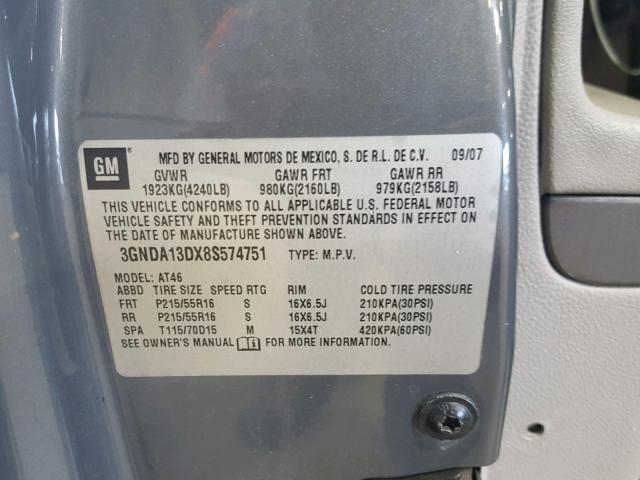 GM MFD BY GENERAL MOTORS DE MEXICO, S. DE R.L. DE C.V. 09/07
GVWR GAWR FRT GAWR RR
1923KG(4240LB) 980KG(2160LB) 979KG(2158LB)
THIS VEHICLE CONFORMS TO ALL APPLICABLE U.S. FEDERAL MOTOR
VEHICLE SAFETY AND THEFT PREVENTION STANDARDS IN EFFECT ON
THE DATE OF MANUFACTURE SHOWN ABOVE.
3GNDA13DX8S574751 TYPE: M.P.V.
MODEL: AT46
ABBD TIRE SIZE SPEED RTG RIM COLD TIRE PRESSURE
FRT P215/55R16 S 16X6.5J 210KPA(30PSI)
RR P215/55R16 S 16X6.5J 210KPA(30PSI)
SPA T115/70D15 M 15X4T 420KPA(60PSI)
SEE OWNER'S MANUAL FOR MORE INFORMATION.